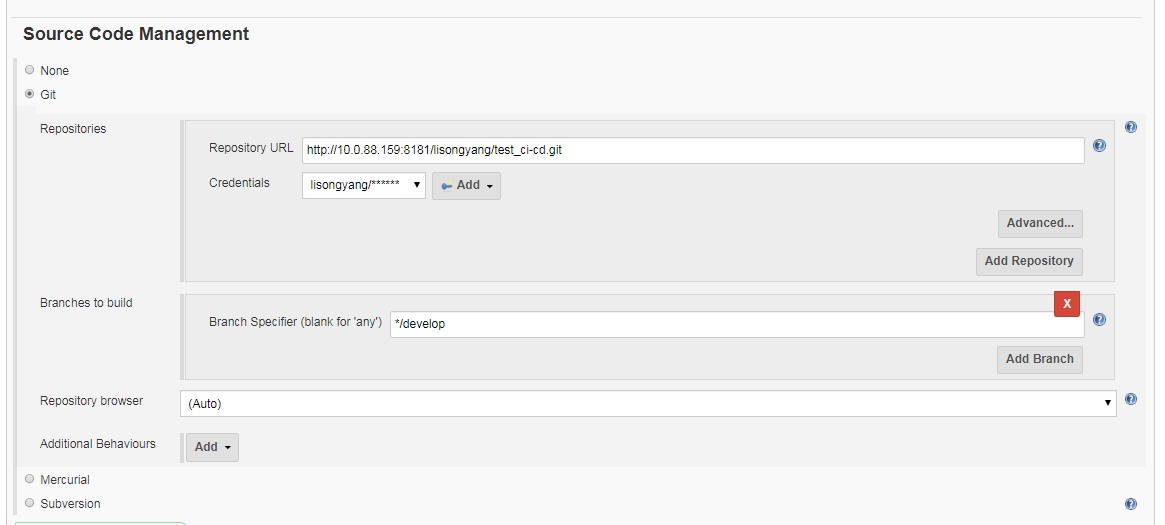 Source Code Management
None
Git
Repositories
Repository URL http://10.0.88.159:8181/lisongyang/test_ci-cd.git
Credentials lisongyang/****** Add
Advanced...
Add Repository
Branches to build
X
Branch Specifier (blank for 'any') */develop
Add Branch
Repository browser (Auto)
Additional Behaviours Add
Mercurial
Subversion